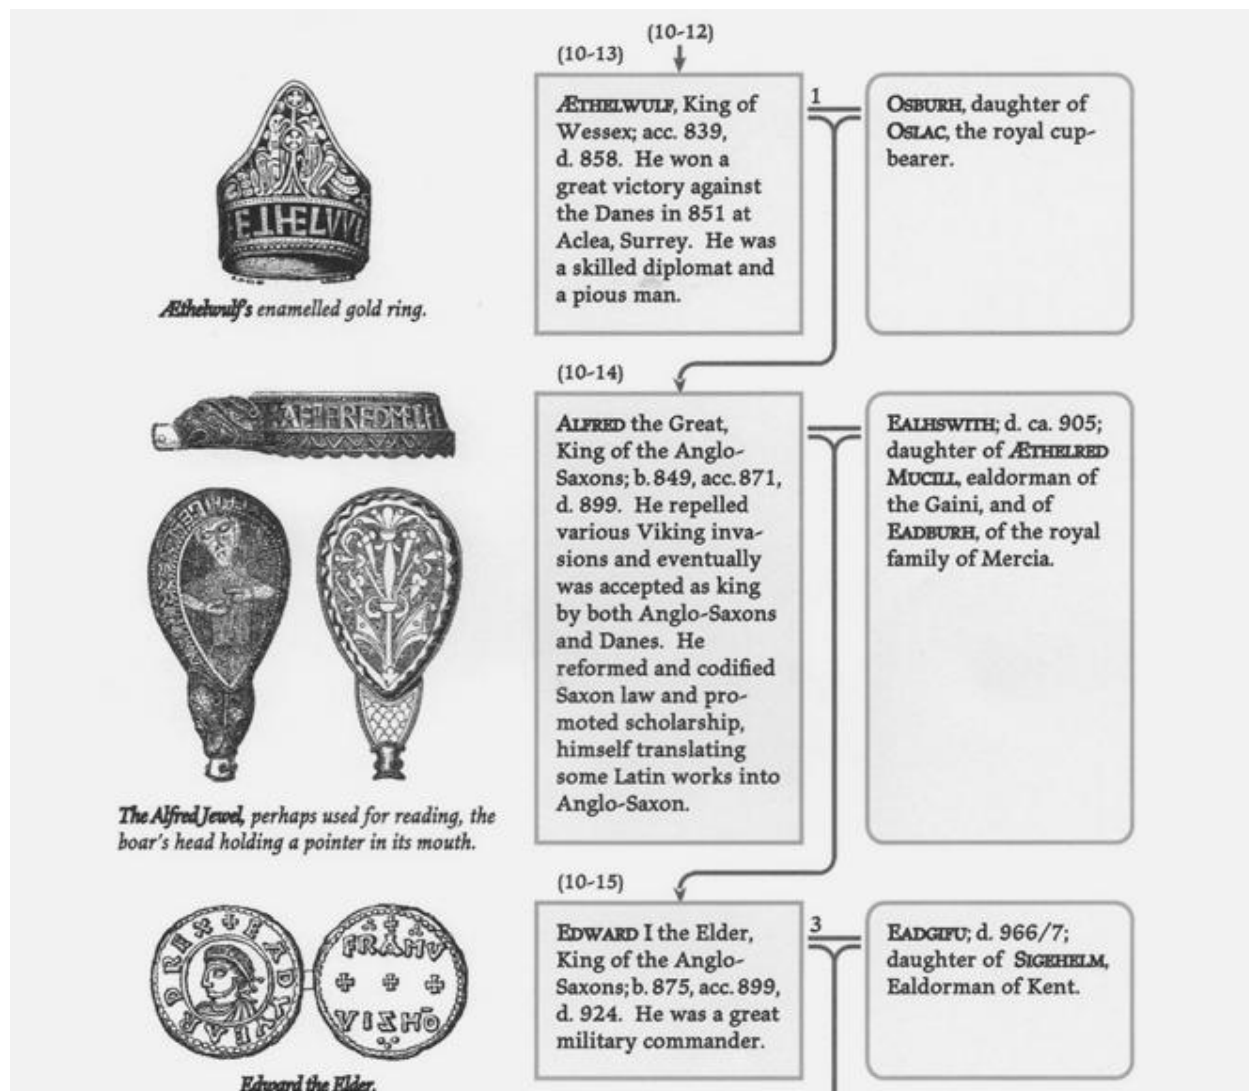 (10-12)
(10-13)
ÆTHELWULF, King of
Wessex; acc. 839,
d. 858. He won a
great victory against
the Danes in 851 at
Aclea, Surrey. He was
a skilled diplomat and
a pious man.
1
OSBURH, daughter of
OSLAC, the royal cup-
bearer.
ETHELVVL
Æthelwulf's enamelled gold ring.
(10-14)
ALFRED the Great,
King of the Anglo-
Saxons; b. 849, acc. 871,
d. 899. He repelled
various Viking inva-
sions and eventually
was accepted as king
by both Anglo-Saxons
and Danes. He
reformed and codified
Saxon law and pro-
moted scholarship,
himself translating
some Latin works into
Anglo-Saxon.
EALHSWITH; d. ca. 905;
daughter of ÆTHELRED
MUCILL, ealdorman of
the Gaini, and of
EADBURH, of the royal
family of Mercia.
The Alfred Jewel, perhaps used for reading, the
boar's head holding a pointer in its mouth.
(10-15)
EDWARD I the Elder,
King of the Anglo-
Saxons; b. 875, acc. 899,
d. 924. He was a great
military commander.
3
EADGIFU; d. 966/7;
daughter of SIGEHELM,
Ealdorman of Kent.
EADVVEARD REX
FRAMV
VIZHŌ
Edward the Elder.